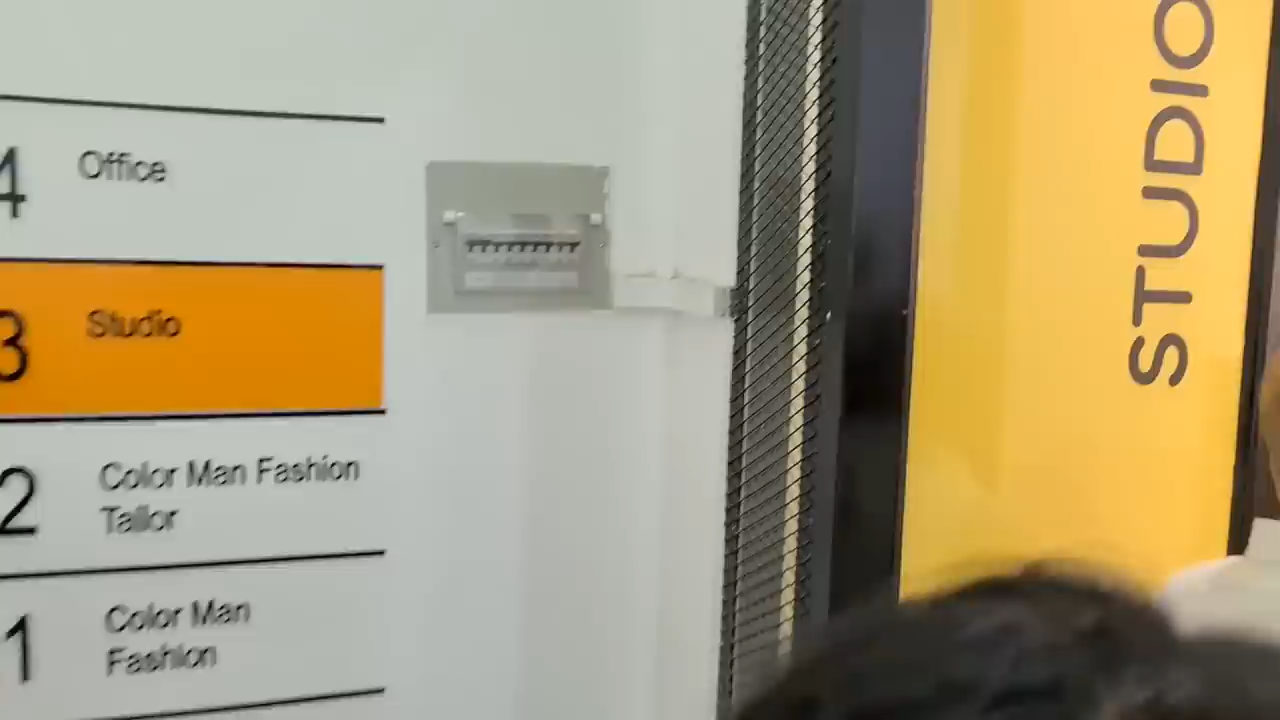 4 Office
3 Studio
2 Color Man Fashion
Tailor
1 Color Man
Fashion
STUDIO